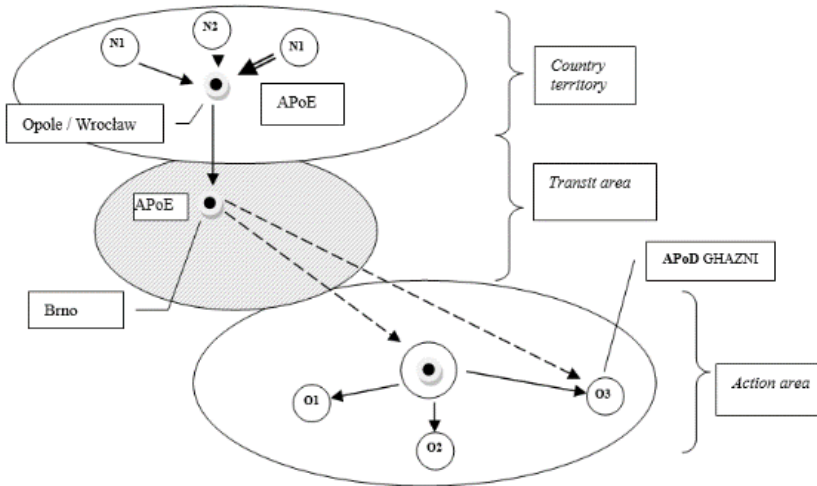 N1
N2
N1
Country
territory
APoE
Opole / Wrocław
APoE
Transit area
APoD GHAZNI
Brno
Action area
O1
O3
O2